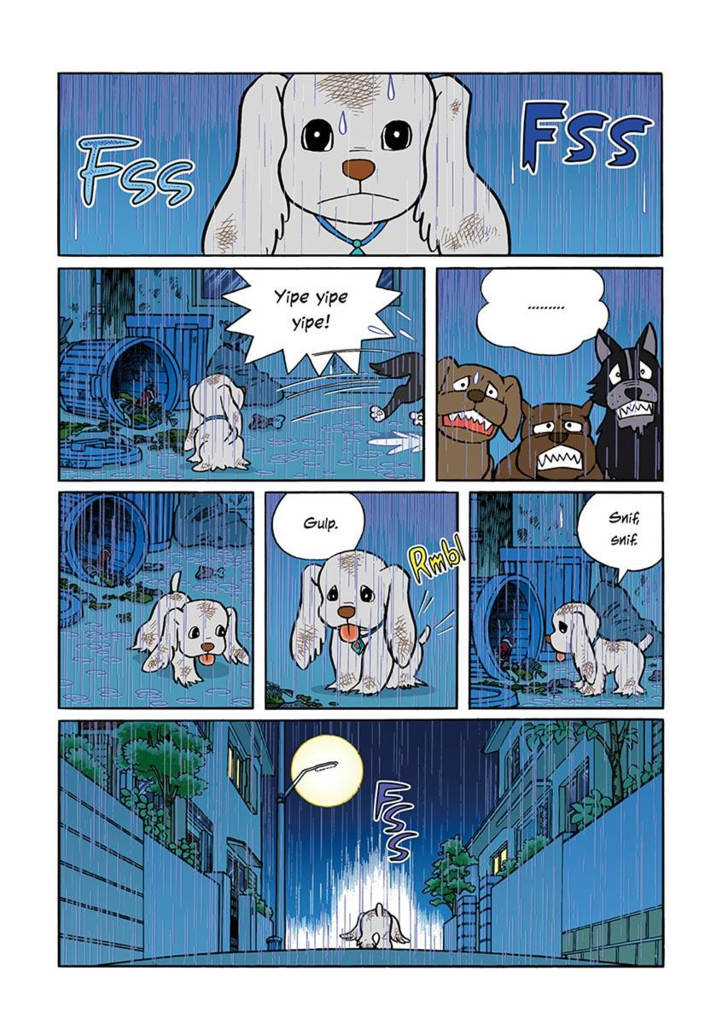 Fss
Fss
Yipe yipe
yipe!
.........
Gulp.
Rmbl
Snif,
snif.
Fss